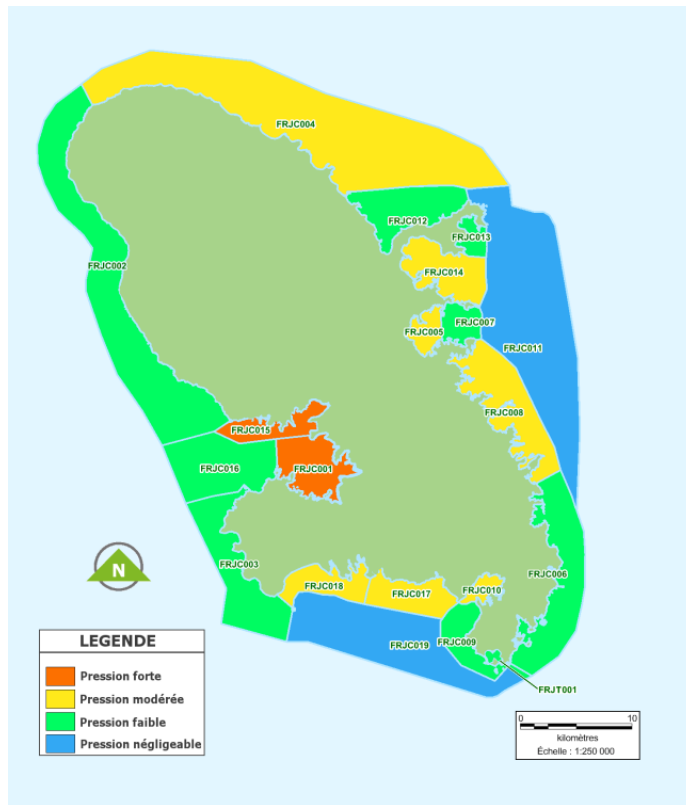 FRJC004
FRJC012
FRJC013
FRJC002
FRJC014
FRJC007
FRJC005
FRJC011
FRJC008
FRJC015
FRJC016
FRJC001
FRJC003
FRJC006
FRJC018
FRJC010
FRJC017
FRJC019
FRJC009
FRJT001
N
LEGENDE
Pression forte
Pression modérée
Pression faible
Pression négligeable
0 10
kilomètres
Échelle : 1:250 000